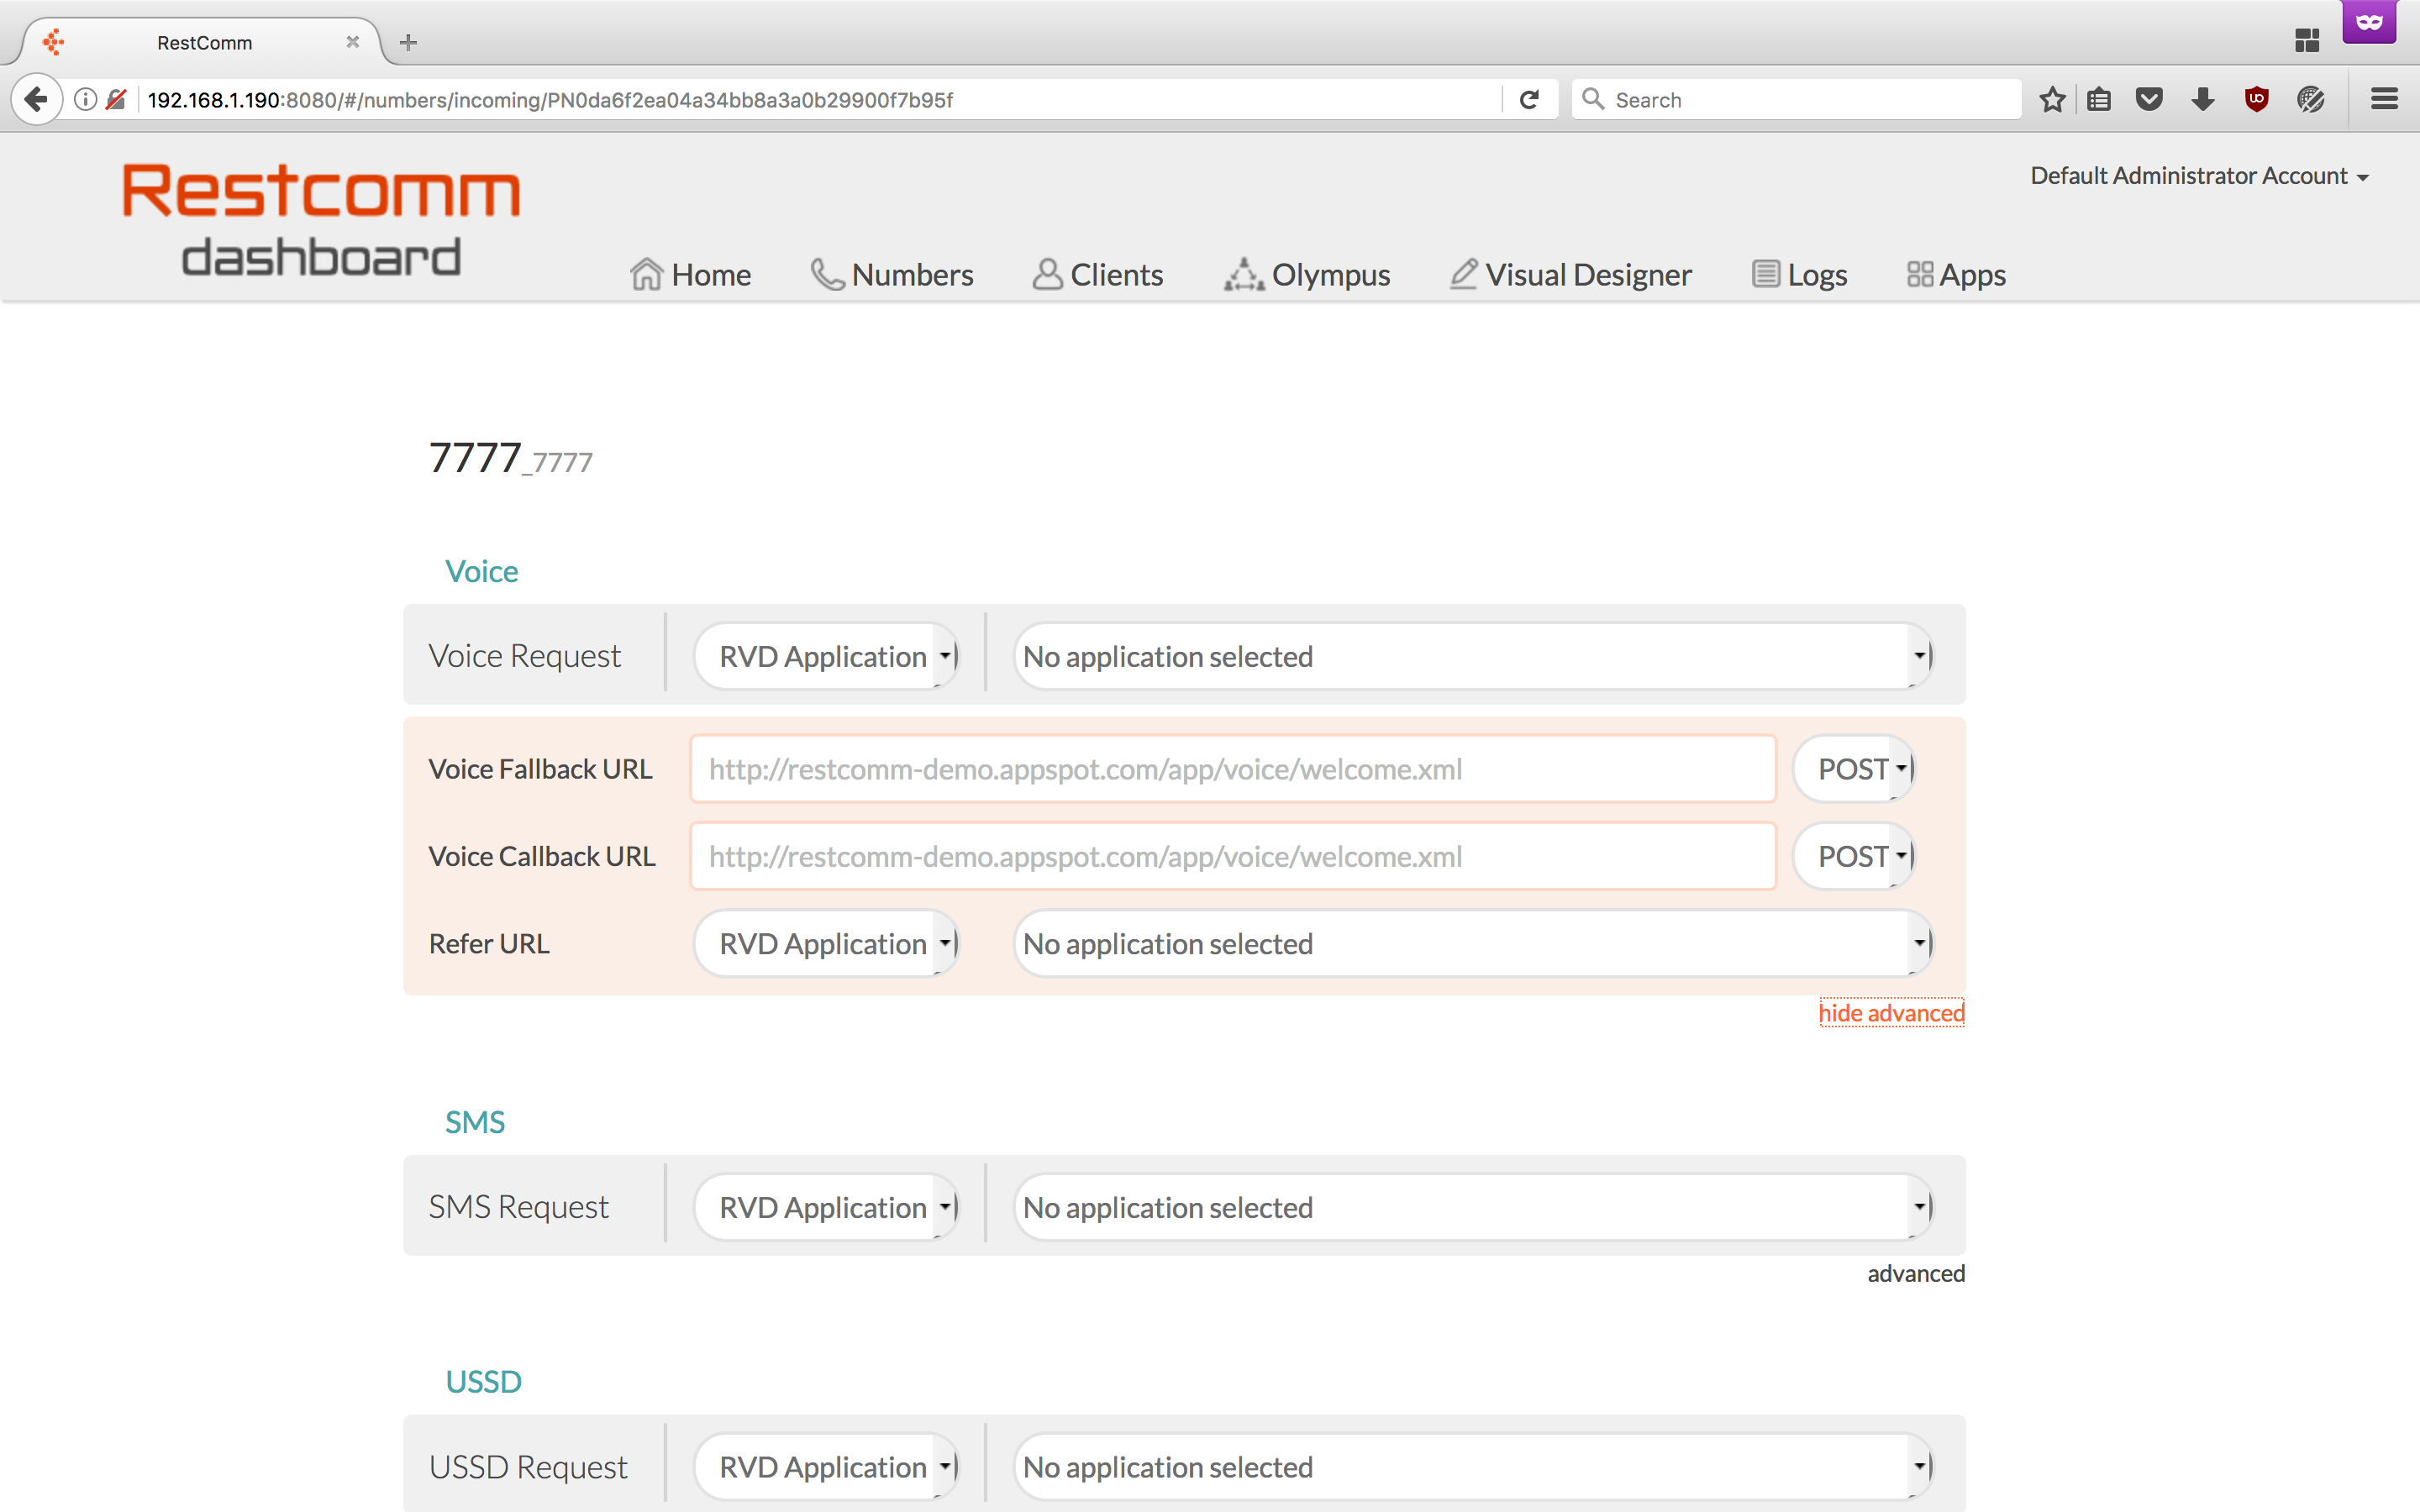 RestComm
192.168.1.190:8080/#/numbers/incoming/PN0da6f2ea04a34bb8a3a0b29900f7b95f
Search
Restcomm
dashboard
Default Administrator Account
Home
Numbers
Clients
Olympus
Visual Designer
Logs
Apps
7777_7777
Voice
Voice Request
RVD Application
No application selected
Voice Fallback URL
http://restcomm-demo.appspot.com/app/voice/welcome.xml
POST
Voice Callback URL
http://restcomm-demo.appspot.com/app/voice/welcome.xml
POST
Refer URL
RVD Application
No application selected
hide advanced
SMS
SMS Request
RVD Application
No application selected
advanced
USSD
USSD Request
RVD Application
No application selected